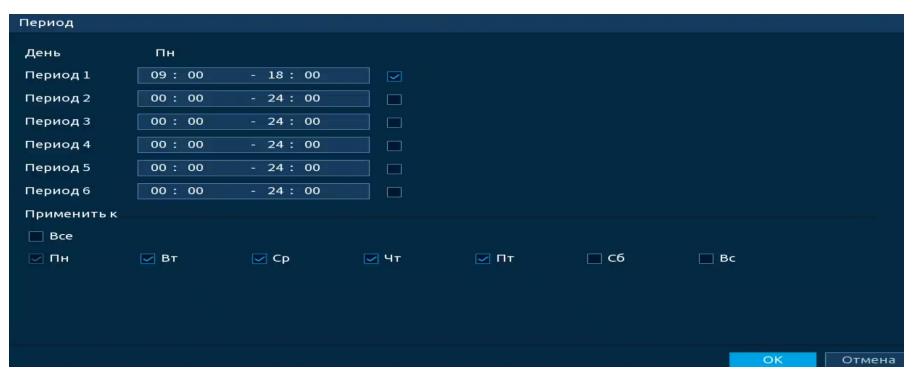 Период
День Пн
Период 1 09 : 00 - 18 : 00
Период 2 00 : 00 - 24 : 00
Период 3 00 : 00 - 24 : 00
Период 4 00 : 00 - 24 : 00
Период 5 00 : 00 - 24 : 00
Период 6 00 : 00 - 24 : 00
Применить к
Все
Пн Вт Ср Чт Пт Сб Вс
OK Отмена